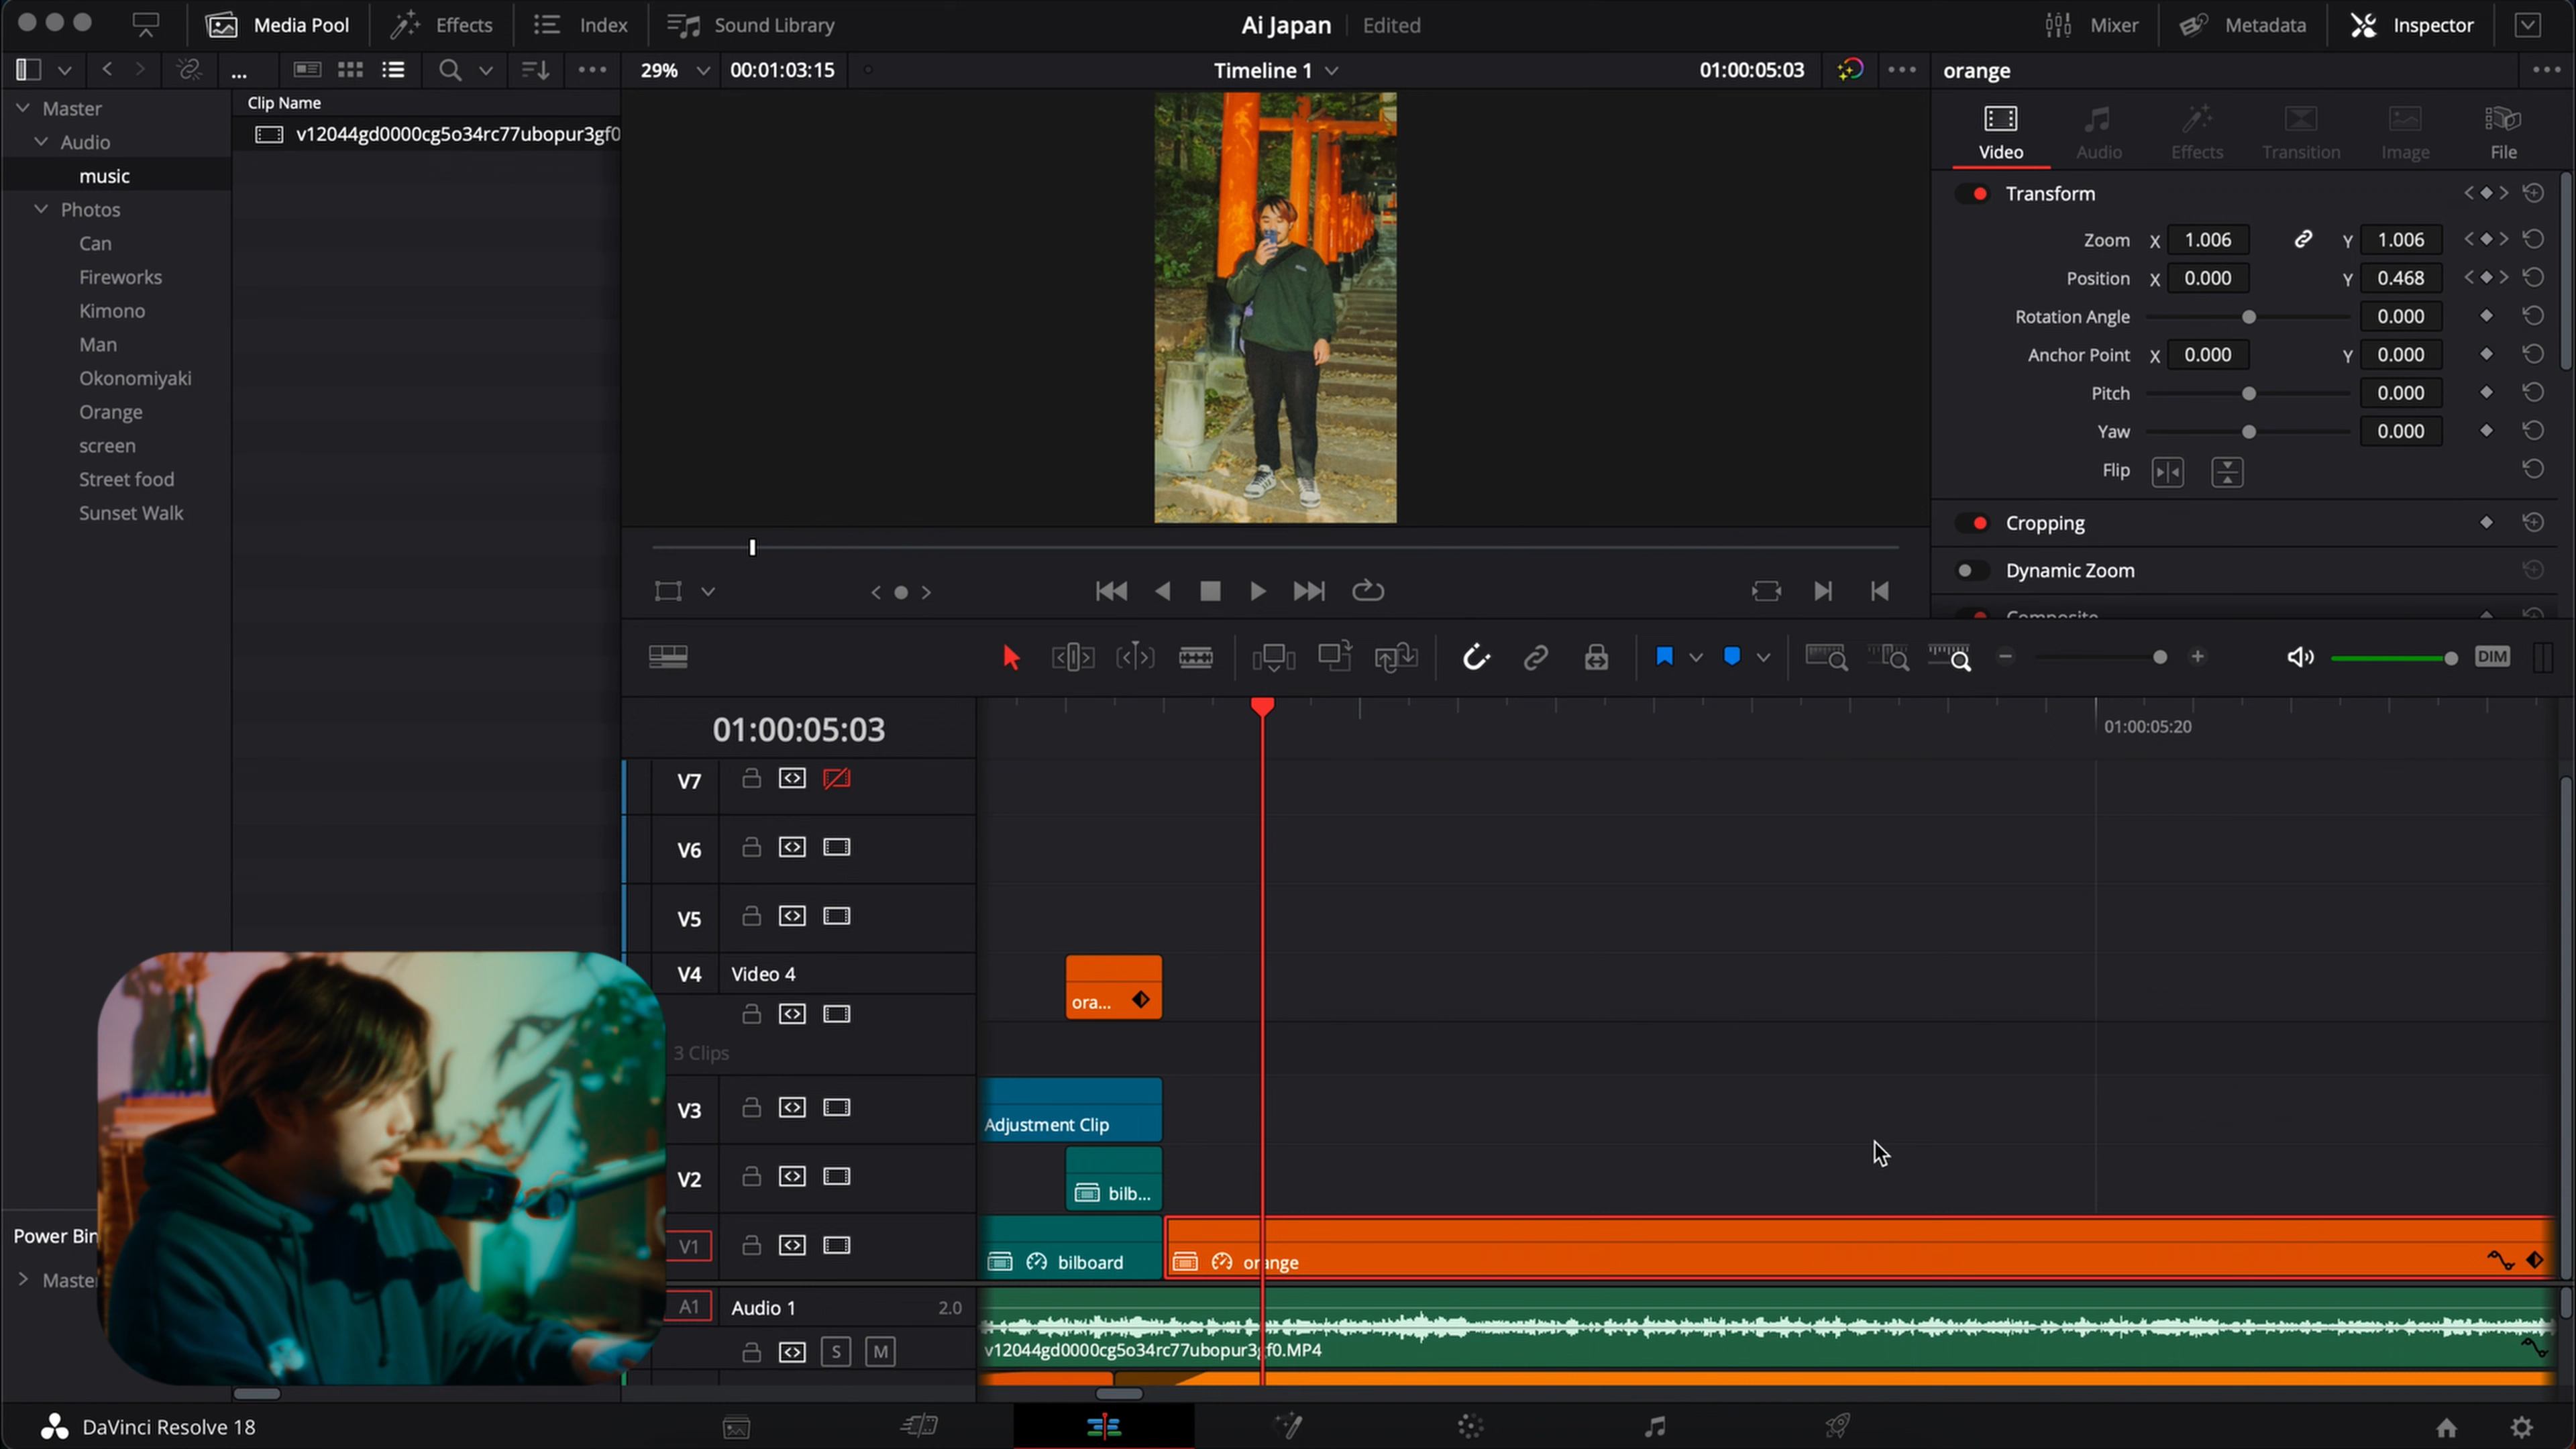 Media Pool
Effects
Index
Sound Library
Ai Japan
Edited
Mixer
Metadata
Inspector
...
29%
00:01:03:15
Timeline 1
01:00:05:03
orange
Master
Audio
music
Photos
Can
Fireworks
Kimono
Man
Okonomiyaki
Orange
screen
Street food
Sunset Walk
Power Bin
Maste
Clip Name
v12044gd0000cg5o34rc77ubopur3gf0
Video
Audio
Effects
Transition
Image
File
Transform
Zoom X 1.006 Y 1.006
Position X 0.000 Y 0.468
Rotation Angle 0.000
Anchor Point X 0.000 Y 0.000
Pitch 0.000
Yaw 0.000
Flip
Cropping
Dynamic Zoom
Composite
DIM
01:00:05:03
01:00:05:20
V7
V6
V5
V4 Video 4
3 Clips
ora...
V3
Adjustment Clip
V2
bilb...
V1
bilboard
orange
A1 Audio 1 2.0
S M
v12044gd0000cg5o34rc77ubopur3gf0.MP4
DaVinci Resolve 18